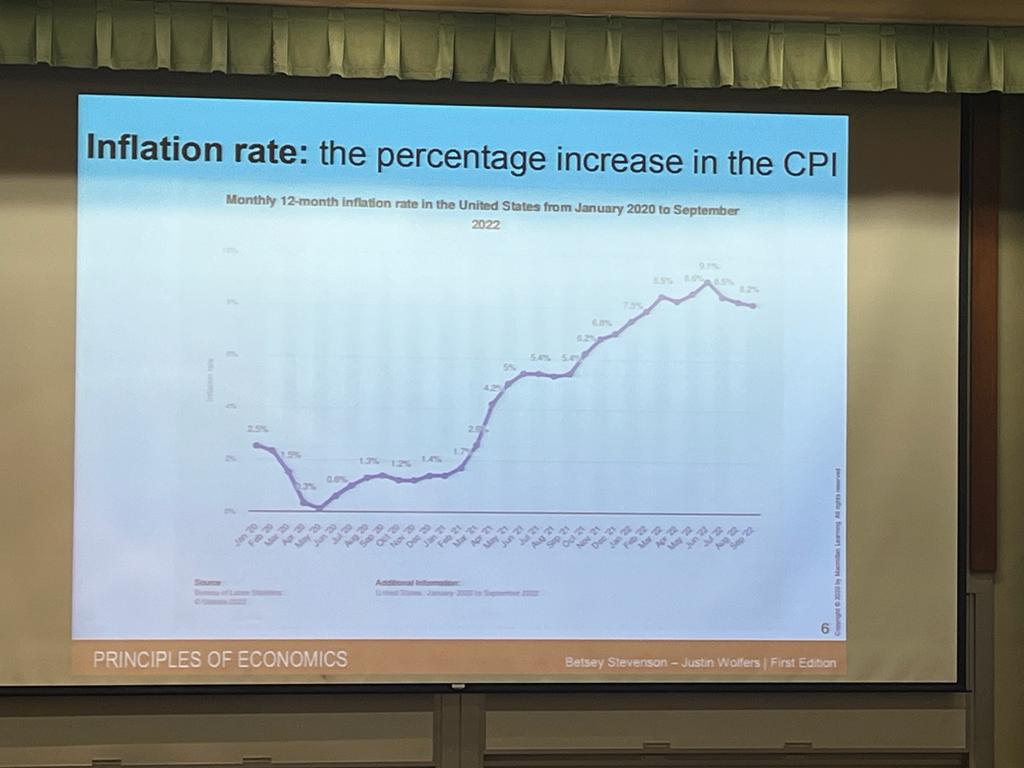 Inflation rate: the percentage increase in the CPI
Monthly 12-month inflation rate in the United States from January 2020 to September
2022
10%
9.1%
8.5%
8.6%
8.5%
8.2%
8%
7.5%
6.8%
6.2%
6%
5.4%
5.4%
5%
Inflation rate
4.2%
4%
2.5%
1.5%
1.3%
1.2%
1.4%
1.7%
2%
0.3%
0.6%
0%
Jan '20
Feb '20
Mar '20
Apr '20
May '20
Jun '20
Jul '20
Aug '20
Sep '20
Oct '20
Nov '20
Dec '20
Jan '21
Feb '21
Mar '21
Apr '21
May '21
Jun '21
Jul '21
Aug '21
Sep '21
Oct '21
Nov '21
Dec '21
Jan '22
Feb '22
Mar '22
Apr '22
May '22
Jun '22
Jul '22
Aug '22
Sep '22
Source
Bureau of Labor Statistics
© Statista 2022
Additional Information:
United States; January 2020 to September 2022
Copyright © 2020 by Macmillan Learning. All rights reserved
6
PRINCIPLES OF ECONOMICS
Betsey Stevenson – Justin Wolfers | First Edition